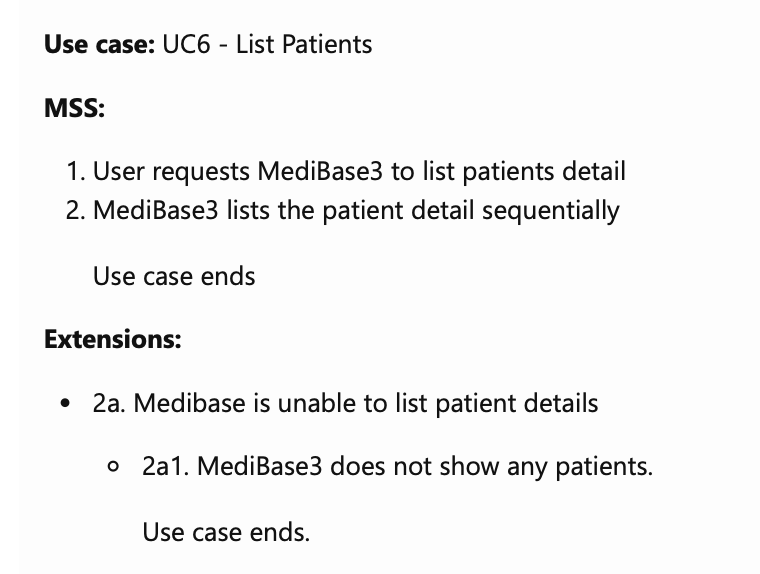 Use case: UC6 - List Patients
MSS:
1. User requests MediBase3 to list patients detail
2. MediBase3 lists the patient detail sequentially
Use case ends
Extensions:
• 2a. Medibase is unable to list patient details
◦ 2a1. MediBase3 does not show any patients.
Use case ends.